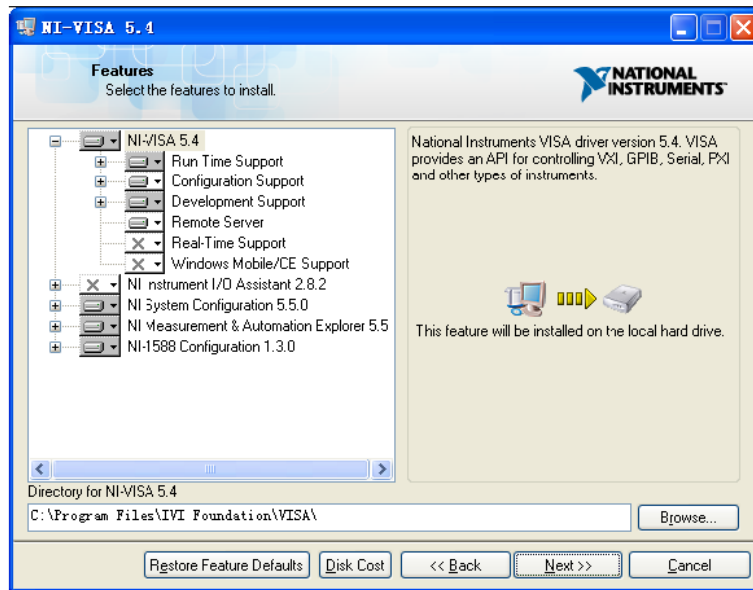 NI-VISA 5.4
Features
Select the features to install.
NATIONAL
INSTRUMENTS
NI-VISA 5.4
Run Time Support
Configuration Support
Development Support
Remote Server
Real-Time Support
Windows Mobile/CE Support
NI Instrument I/O Assistant 2.8.2
NI System Configuration 5.5.0
NI Measurement & Automation Explorer 5.5
NI-1588 Configuration 1.3.0
National Instruments VISA driver version 5.4. VISA
provides an API for controlling VXI, GPIB, Serial, PXI
and other types of instruments.
This feature will be installed on the local hard drive.
Directory for NI-VISA 5.4
C:\Program Files\IVI Foundation\VISA\
Browse...
Restore Feature Defaults
Disk Cost
<< Back
Next >>
Cancel